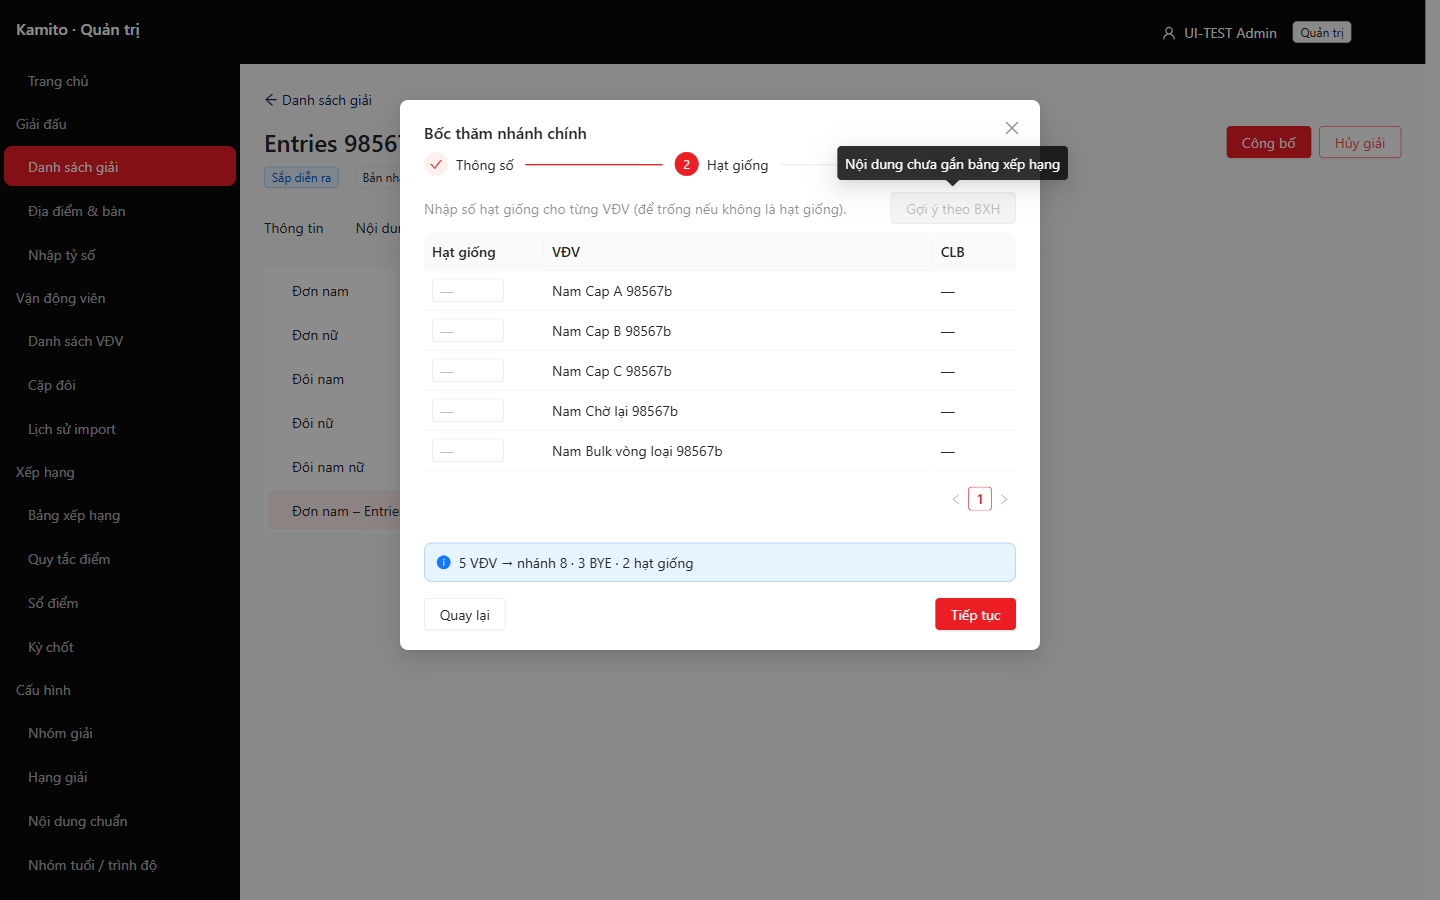 Kamito · Quản trị
UI-TEST Admin
Quản trị
Trang chủ
Giải đấu
Danh sách giải
Địa điểm & bàn
Nhập tỷ số
Vận động viên
Danh sách VĐV
Cặp đôi
Lịch sử import
Xếp hạng
Bảng xếp hạng
Quy tắc điểm
Sổ điểm
Kỳ chốt
Cấu hình
Nhóm giải
Hạng giải
Nội dung chuẩn
Nhóm tuổi / trình độ
Danh sách giải
Entries 9856
Công bố
Hủy giải
Sắp diễn ra
Bản nh
Thông tin
Nội du
Đơn nam
Đơn nữ
Đôi nam
Đôi nữ
Đôi nam nữ
Đơn nam – Entrie
Bốc thăm nhánh chính
Thông số
2 Hạt giống
Nội dung chưa gắn bảng xếp hạng
Nhập số hạt giống cho từng VĐV (để trống nếu không là hạt giống).
Gợi ý theo BXH
Hạt giống VĐV CLB
— Nam Cap A 98567b —
— Nam Cap B 98567b —
— Nam Cap C 98567b —
— Nam Chờ lại 98567b —
— Nam Bulk vòng loại 98567b —
1
5 VĐV → nhánh 8 · 3 BYE · 2 hạt giống
Quay lại
Tiếp tục